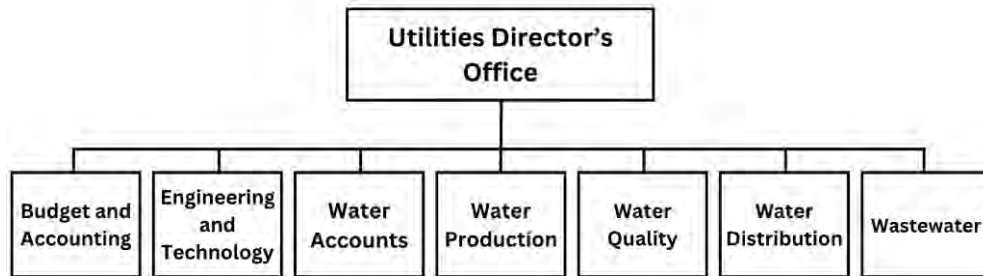 Utilities Director's
Office
Budget and
Accounting
Engineering
and
Technology
Water
Accounts
Water
Production
Water
Quality
Water
Distribution
Wastewater